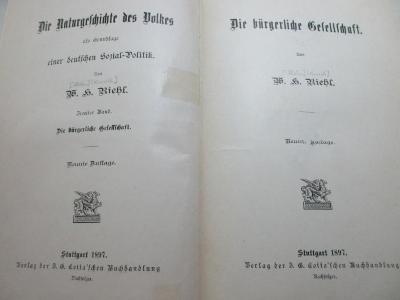 Die Naturgeschichte des Volkes
als Grundlage
einer deutschen Sozial-Politik.
Von
W. H. Riehl.
Zweiter Band.
Die bürgerliche Gesellschaft.
Neunte Auflage.
Stuttgart 1897.
Verlag der J. G. Cotta'schen Buchhandlung
Nachfolger.
Die bürgerliche Gesellschaft.
Von
W. H. Riehl.
Neunte Auflage.
Stuttgart 1897.
Verlag der J. G. Cotta'schen Buchhandlung
Nachfolger.